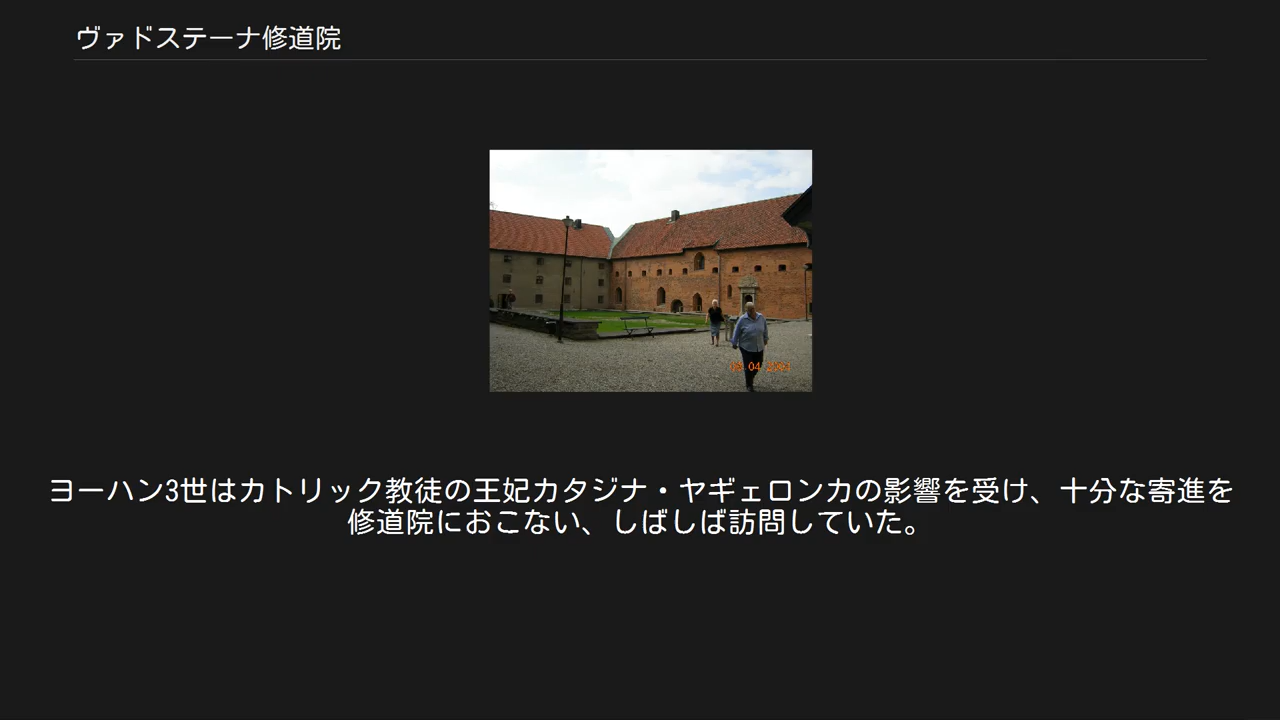 ヴァドステーナ修道院
ヨーハン3世はカトリック教徒の王妃カタジナ・ヤギェロンカの影響を受け、十分な寄進を
修道院におこない、しばしば訪問していた。